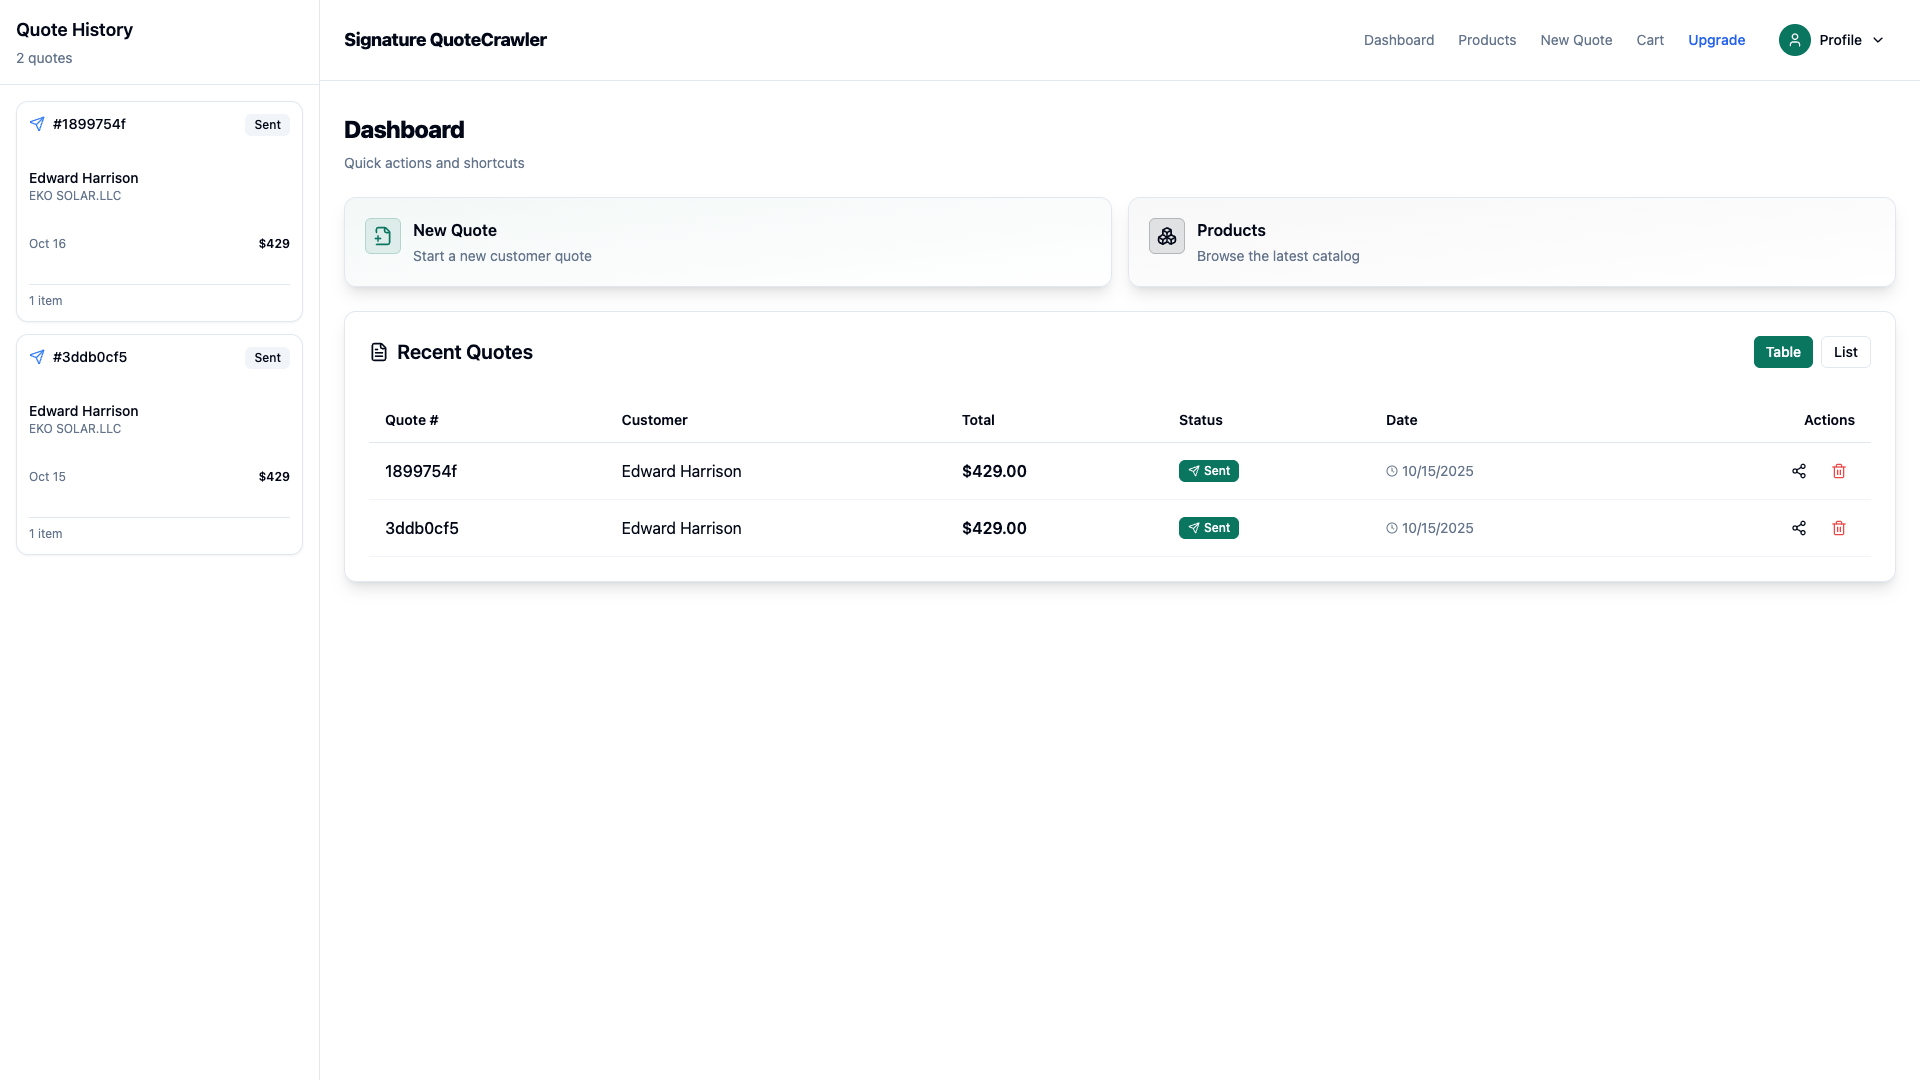 Quote History
2 quotes
#1899754f
Sent
Edward Harrison
EKO SOLAR.LLC
Oct 16
$429
1 item
#3ddb0cf5
Sent
Edward Harrison
EKO SOLAR.LLC
Oct 15
$429
1 item
Signature QuoteCrawler
Dashboard
Products
New Quote
Cart
Upgrade
Profile
Dashboard
Quick actions and shortcuts
New Quote
Start a new customer quote
Products
Browse the latest catalog
Recent Quotes
Table
List
Quote # Customer Total Status Date Actions
1899754f Edward Harrison $429.00 Sent 10/15/2025
3ddb0cf5 Edward Harrison $429.00 Sent 10/15/2025